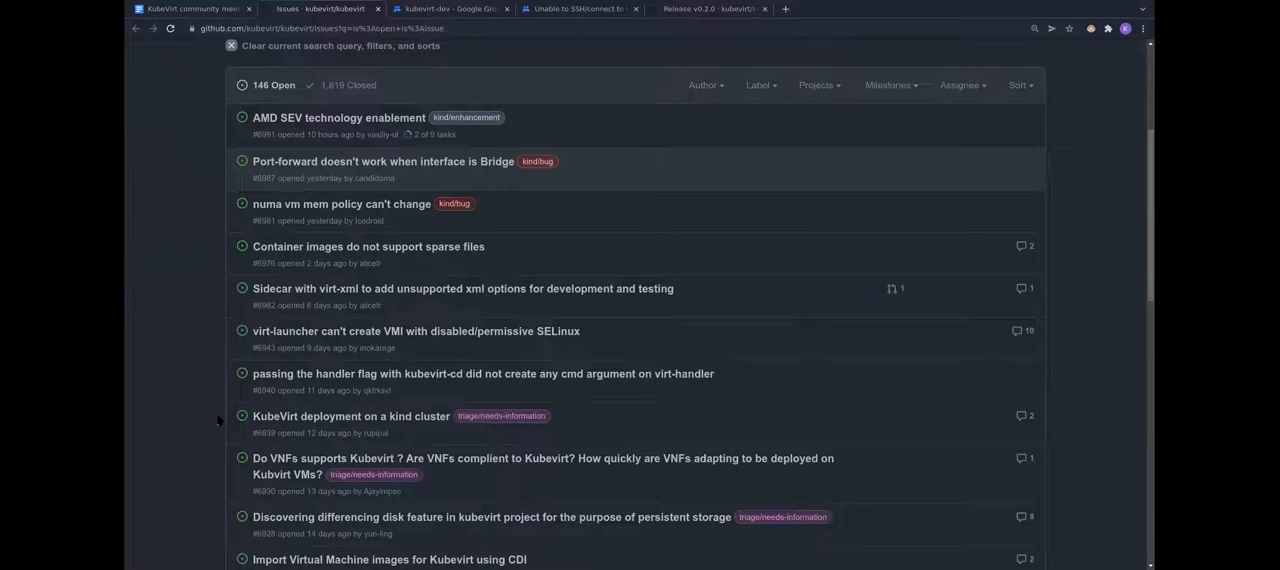 KubeVirt community meet
Issues · kubevirt/kubevirt
kubevirt-dev - Google Gro
Unable to SSH/connect to
Release v0.2.0 · kubevirt/k
github.com/kubevirt/kubevirt/issues?q=is%3Aopen+is%3Aissue
K
Clear current search query, filters, and sorts
146 Open 1,819 Closed Author Label Projects Milestones Assignee Sort
AMD SEV technology enablement kind/enhancement
#6991 opened 10 hours ago by vasiliy-ul 2 of 9 tasks
Port-forward doesn't work when interface is Bridge kind/bug
#6987 opened yesterday by candidoma
numa vm mem policy can't change kind/bug
#6981 opened yesterday by Icedroid
Container images do not support sparse files 2
#6976 opened 2 days ago by alicefr
Sidecar with virt-xml to add unsupported xml options for development and testing 1 1
#6962 opened 6 days ago by alicefr
virt-launcher can't create VMI with disabled/permissive SELinux 10
#6943 opened 9 days ago by mokarage
passing the handler flag with kubevirt-cd did not create any cmd argument on virt-handler
#6940 opened 11 days ago by qkfrksvl
KubeVirt deployment on a kind cluster triage/needs-information 2
#6939 opened 12 days ago by rupipal
Do VNFs supports Kubevirt ? Are VNFs complient to Kubevirt? How quickly are VNFs adapting to be deployed on 1
Kubvirt VMs? triage/needs-information
#6930 opened 13 days ago by Ajayimpec
Discovering differencing disk feature in kubevirt project for the purpose of persistent storage triage/needs-information 8
#6928 opened 14 days ago by yun-ling
Import Virtual Machine images for Kubevirt using CDI 2